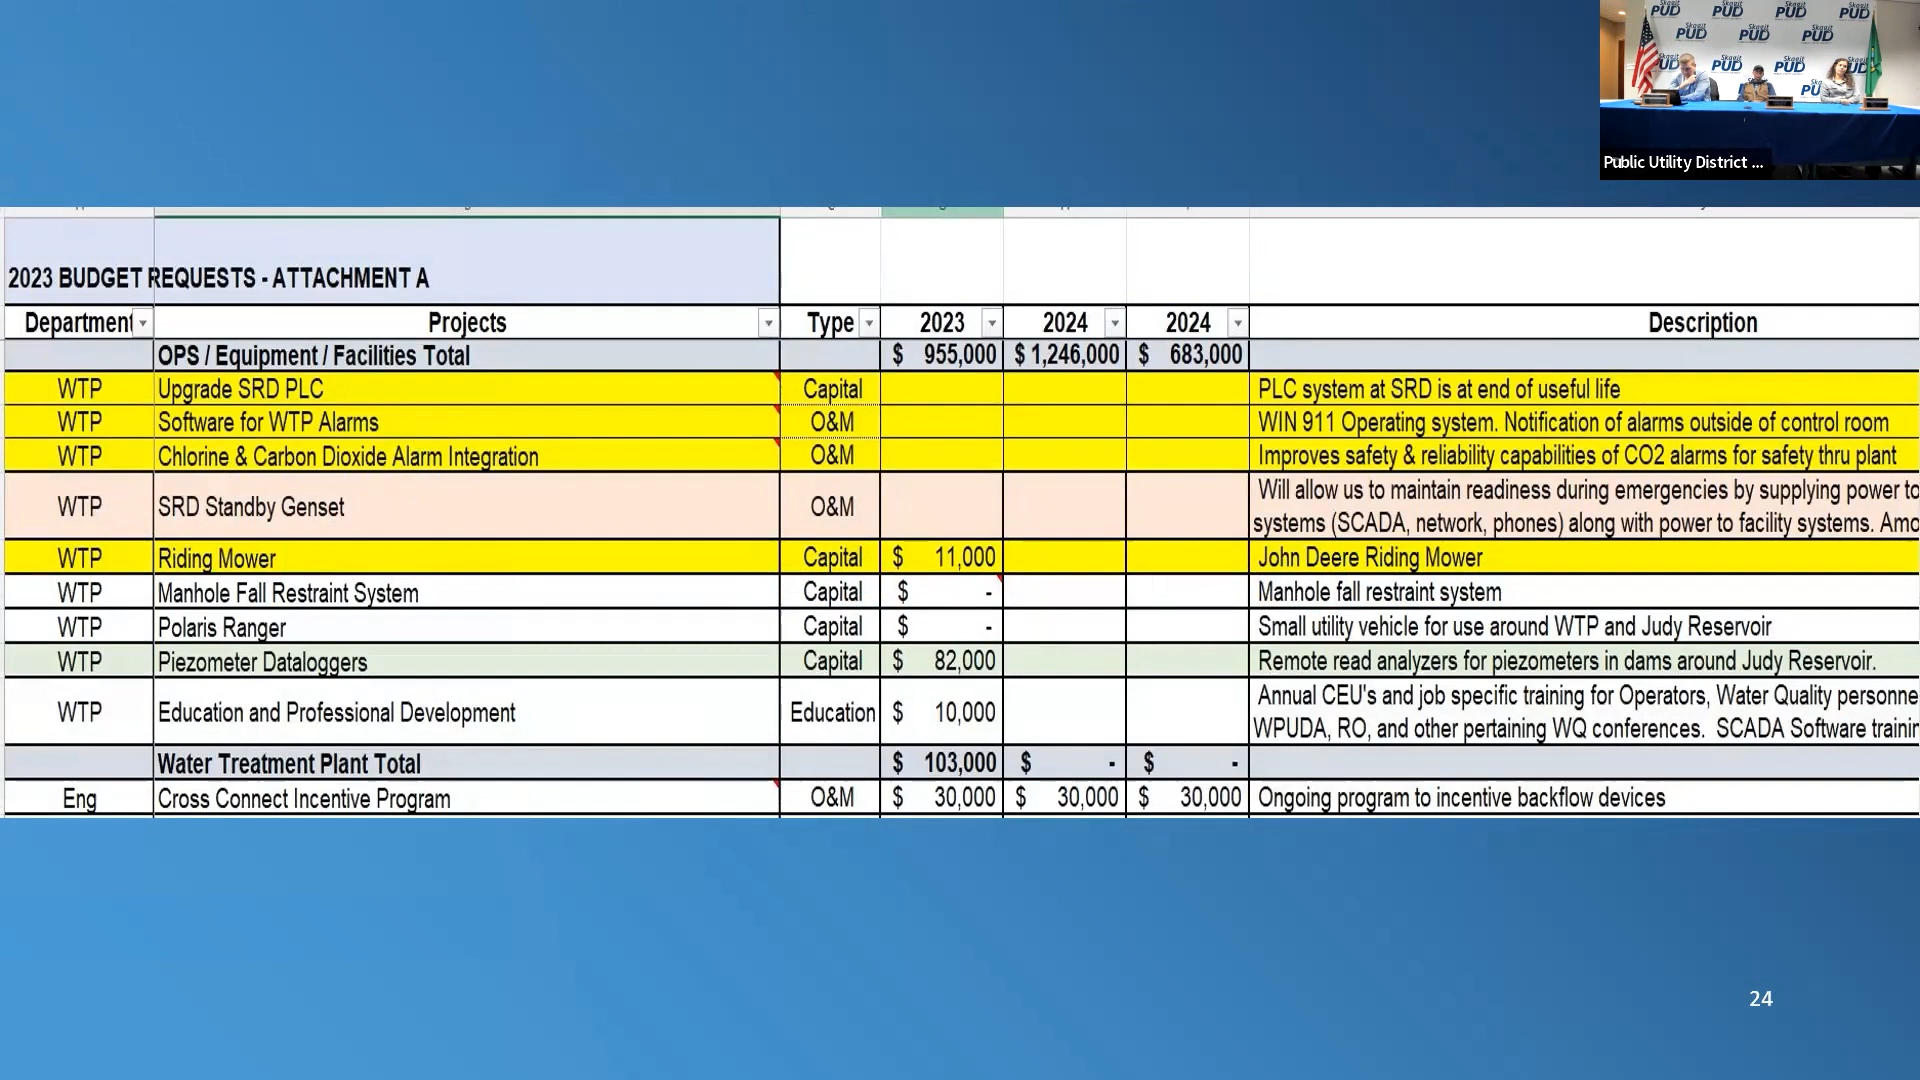 Skagit PUD Skagit PUD Skagit PUD Skagit PUD
Skagit PUD Skagit PUD Skagit PUD
Skagit PUD Skagit PUD
PUD
Public Utility District ...
2023 BUDGET REQUESTS - ATTACHMENT A
Department Projects Type 2023 2024 2024 Description
OPS / Equipment / Facilities Total $ 955,000 $ 1,246,000 $ 683,000
WTP Upgrade SRD PLC Capital PLC system at SRD is at end of useful life
WTP Software for WTP Alarms O&M WIN 911 Operating system. Notification of alarms outside of control room
WTP Chlorine & Carbon Dioxide Alarm Integration O&M Improves safety & reliability capabilities of CO2 alarms for safety thru plant
WTP SRD Standby Genset O&M Will allow us to maintain readiness during emergencies by supplying power to
systems (SCADA, network, phones) along with power to facility systems. Amo
WTP Riding Mower Capital $ 11,000 John Deere Riding Mower
WTP Manhole Fall Restraint System Capital $ - Manhole fall restraint system
WTP Polaris Ranger Capital $ - Small utility vehicle for use around WTP and Judy Reservoir
WTP Piezometer Dataloggers Capital $ 82,000 Remote read analyzers for piezometers in dams around Judy Reservoir.
WTP Education and Professional Development Education $ 10,000 Annual CEU's and job specific training for Operators, Water Quality personne
WPUDA, RO, and other pertaining WQ conferences. SCADA Software trainin
Water Treatment Plant Total $ 103,000 $ - $ -
Eng Cross Connect Incentive Program O&M $ 30,000 $ 30,000 $ 30,000 Ongoing program to incentive backflow devices
24